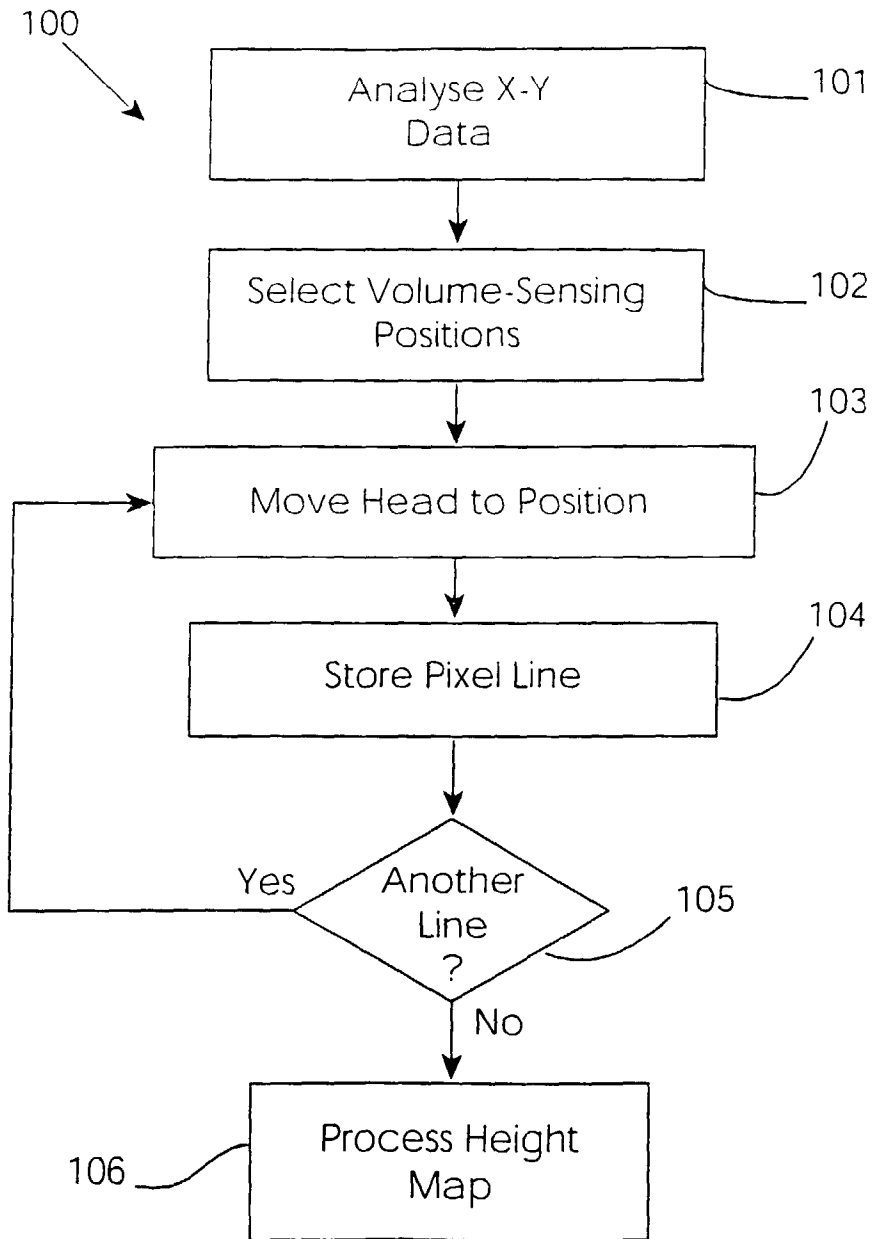 100
Analyse X-Y
Data
101
Select Volume-Sensing
Positions
102
103
Move Head to Position
104
Store Pixel Line
Yes
Another
Line
?
105
No
Process Height
Map
106